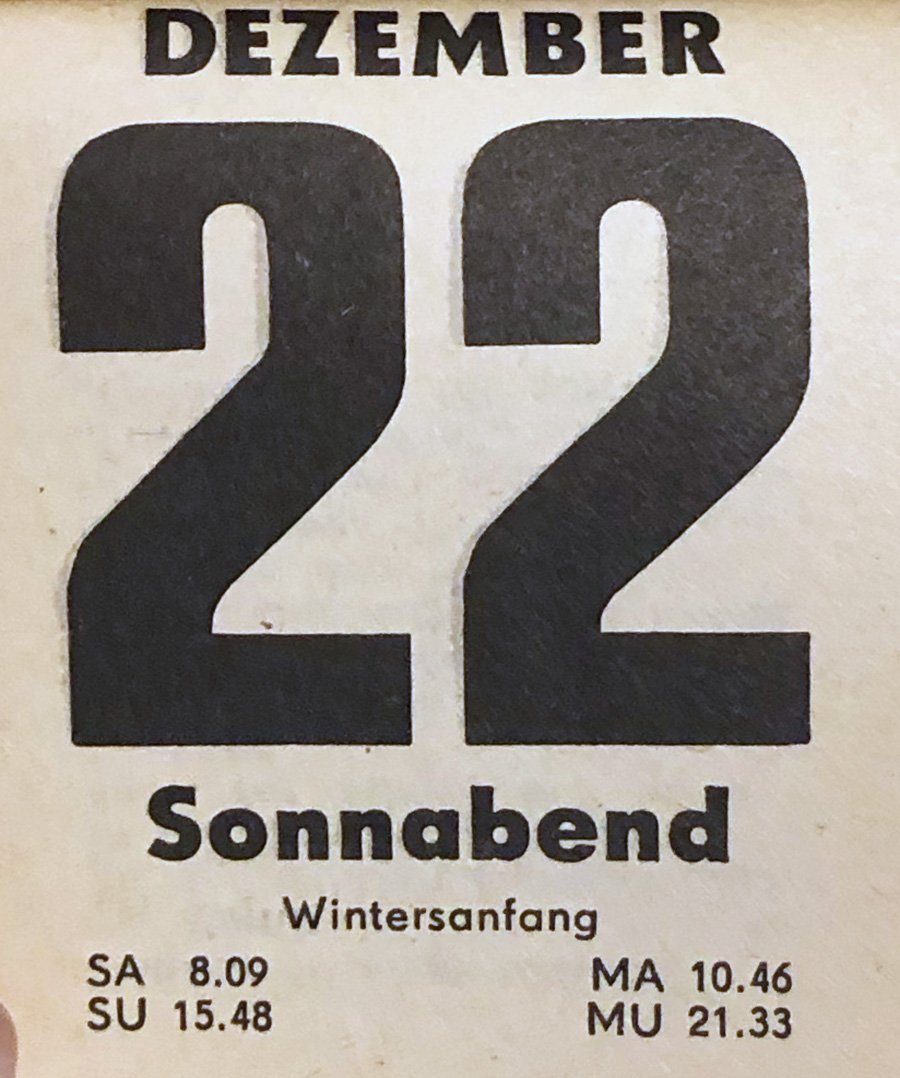 DEZEMBER
22
Sonnabend
Wintersanfang
SA 8.09 MA 10.46
SU 15.48 MU 21.33